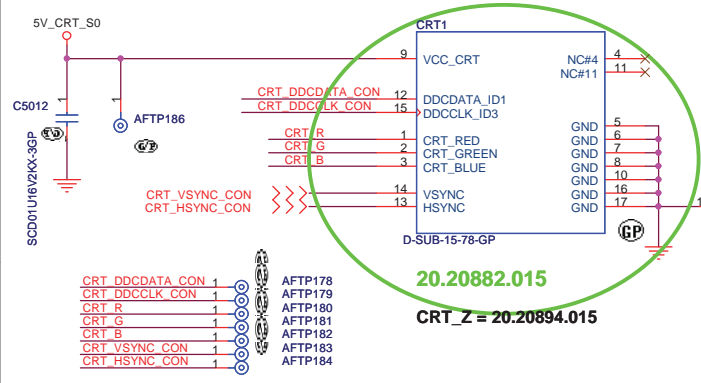 5V_CRT_S0
CRT1
9 VCC_CRT NC#4 4
NC#11 11
CRT_DDCDATA_CON 12 DDCDATA_ID1
CRT_DDCCLK_CON 15 DDCCLK_ID3
C5012 1
1 AFTP186
GP
SCD01U16V2KX-3GP
GND 5
CRT_R 1 CRT_RED GND 6
CRT_G 2 CRT_GREEN GND 7
CRT_B 3 CRT_BLUE GND 8
GND 10
CRT_VSYNC_CON 14 VSYNC GND 16
CRT_HSYNC_CON 13 HSYNC GND 17
1
GP
D-SUB-15-78-GP
20.20882.015
CRT_Z = 20.20894.015
CRT_DDCDATA_CON 1 AFTP178
CRT_DDCCLK_CON 1 AFTP179
CRT_R 1 AFTP180
CRT_G 1 AFTP181
CRT_B 1 AFTP182
CRT_VSYNC_CON 1 AFTP183
CRT_HSYNC_CON 1 AFTP184